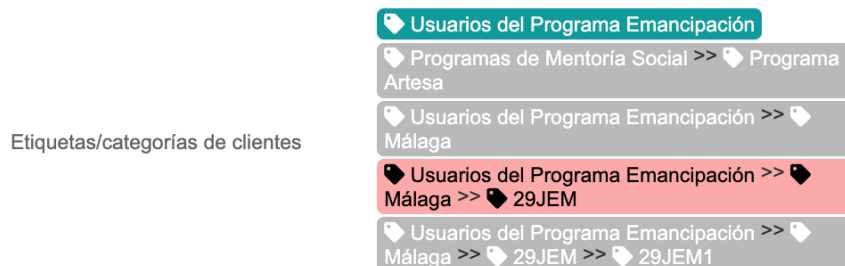 Usuarios del Programa Emancipación
Programas de Mentoría Social >> Programa
Artesa
Usuarios del Programa Emancipación >>
Málaga
Etiquetas/categorías de clientes
Usuarios del Programa Emancipación >>
Málaga >> 29JEM
Usuarios del Programa Emancipación >>
Málaga >> 29JEM >> 29JEM1